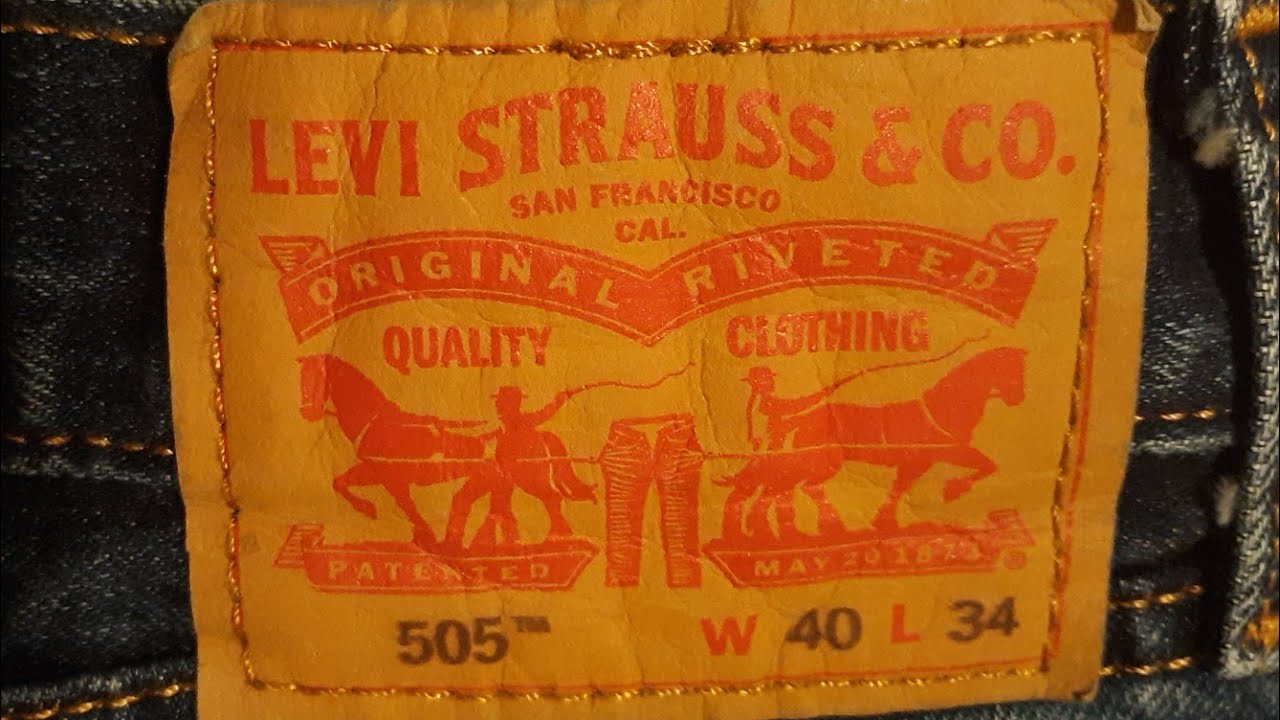 LEVI STRAUSS & CO.
SAN FRANCISCO
CAL.
ORIGINAL RIVETED
QUALITY CLOTHING
PATENTED MAY 20 1873 ®
505™ W 40 L 34